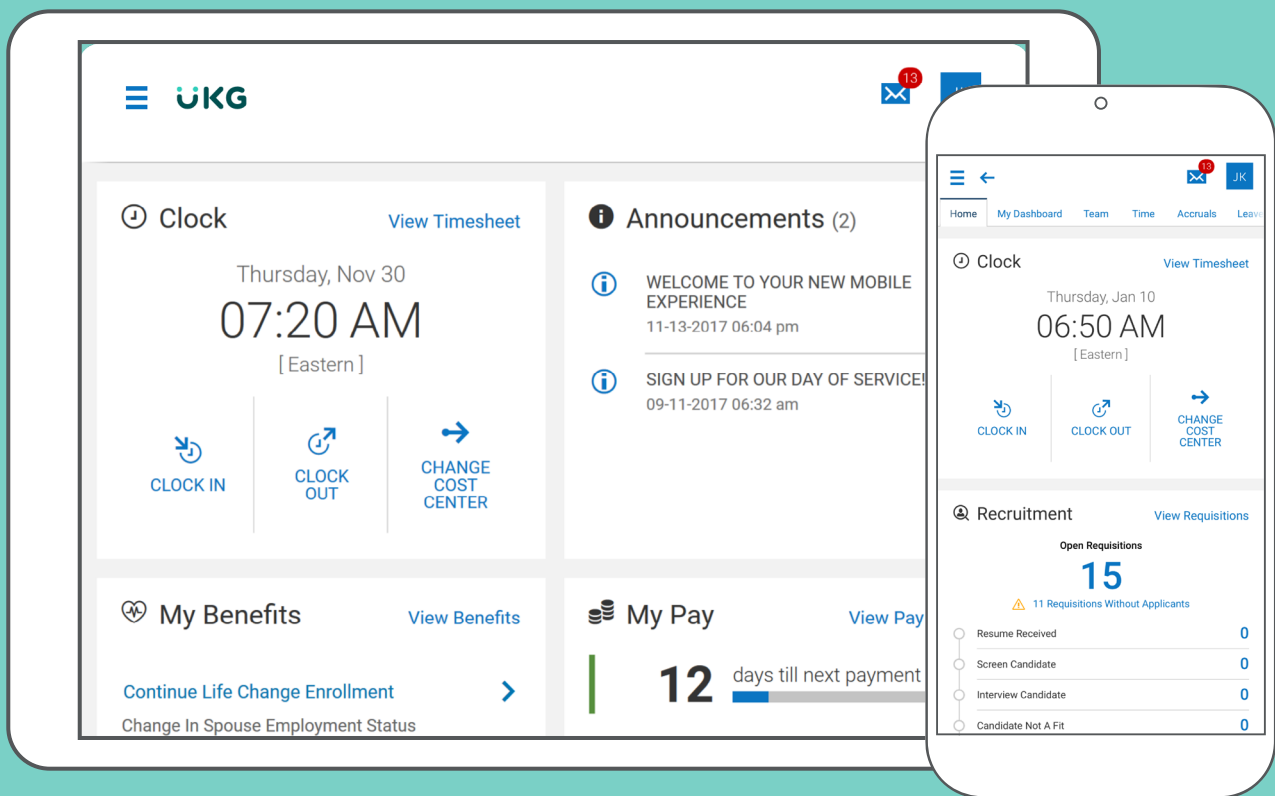 UKG
13
Clock
View Timesheet
Thursday, Nov 30
07:20 AM
[ Eastern ]
CLOCK IN
CLOCK
OUT
CHANGE
COST
CENTER
Announcements (2)
WELCOME TO YOUR NEW MOBILE
EXPERIENCE
11-13-2017 06:04 pm
SIGN UP FOR OUR DAY OF SERVICE!
09-11-2017 06:32 am
My Benefits
View Benefits
Continue Life Change Enrollment
Change In Spouse Employment Status
My Pay
View Pay
12
days till next payment
13
JK
Home
My Dashboard
Team
Time
Accruals
Leave
Clock
View Timesheet
Thursday, Jan 10
06:50 AM
[ Eastern ]
CLOCK IN
CLOCK OUT
CHANGE
COST
CENTER
Recruitment
View Requisitions
Open Requisitions
15
11 Requisitions Without Applicants
Resume Received 0
Screen Candidate 0
Interview Candidate 0
Candidate Not A Fit 0